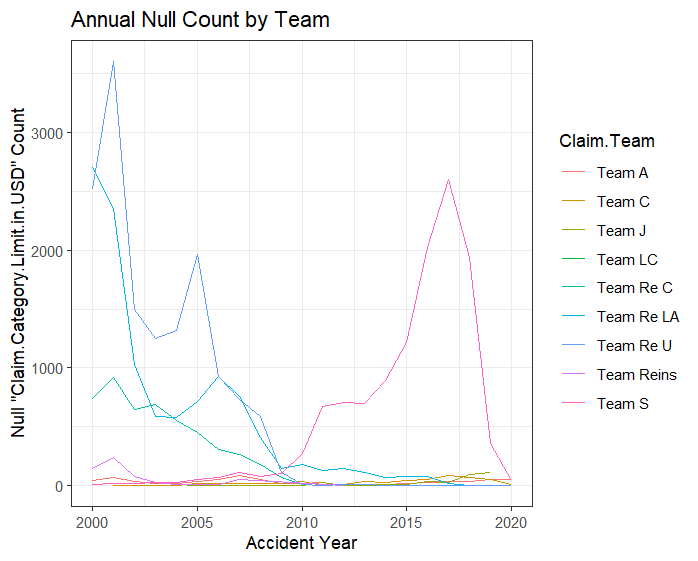 Annual Null Count by Team
Null "Claim.Category.Limit.in.USD" Count
3000
2000
1000
0
2000
2005
2010
2015
2020
Accident Year
Claim.Team
Team A
Team C
Team J
Team LC
Team Re C
Team Re LA
Team Re U
Team Reins
Team S